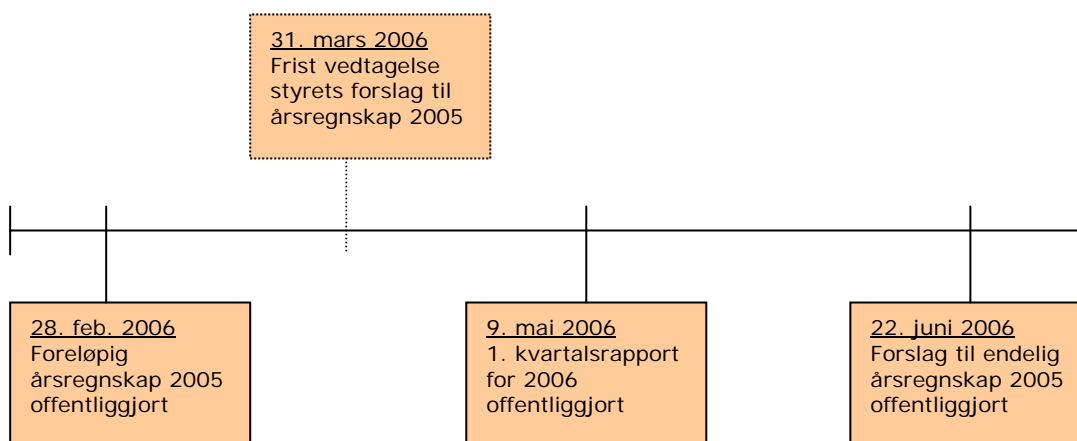 31. mars 2006
Frist vedtagelse
styrets forslag til
årsregnskap 2005
28. feb. 2006
Foreløpig
årsregnskap 2005
offentliggjort
9. mai 2006
1. kvartalsrapport
for 2006
offentliggjort
22. juni 2006
Forslag til endelig
årsregnskap 2005
offentliggjort